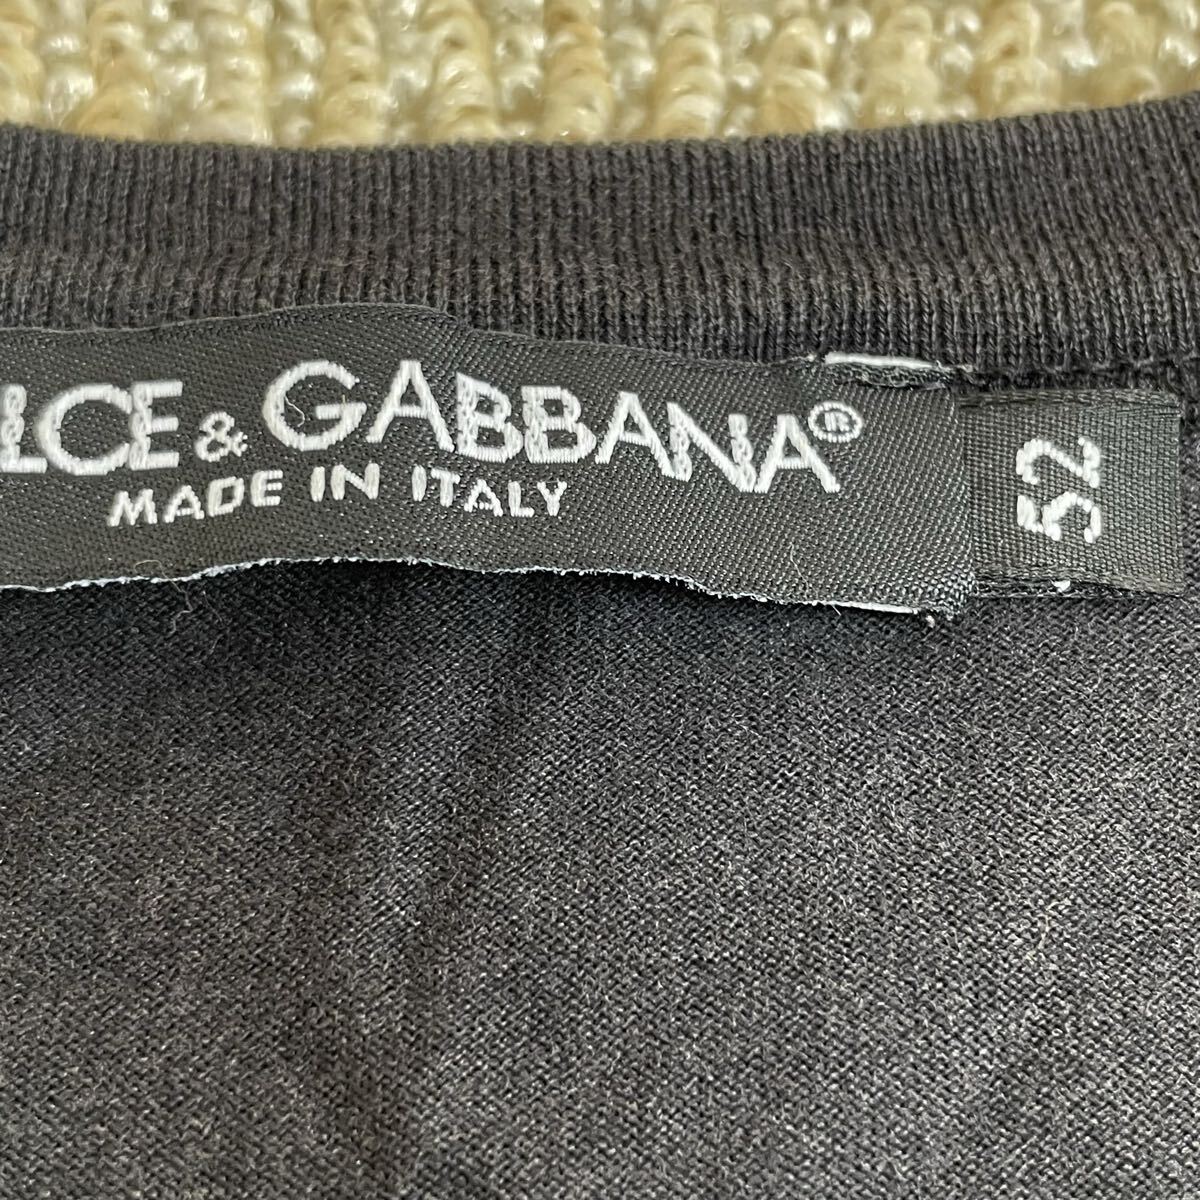 LCE & GABBANA®
MADE IN ITALY
52